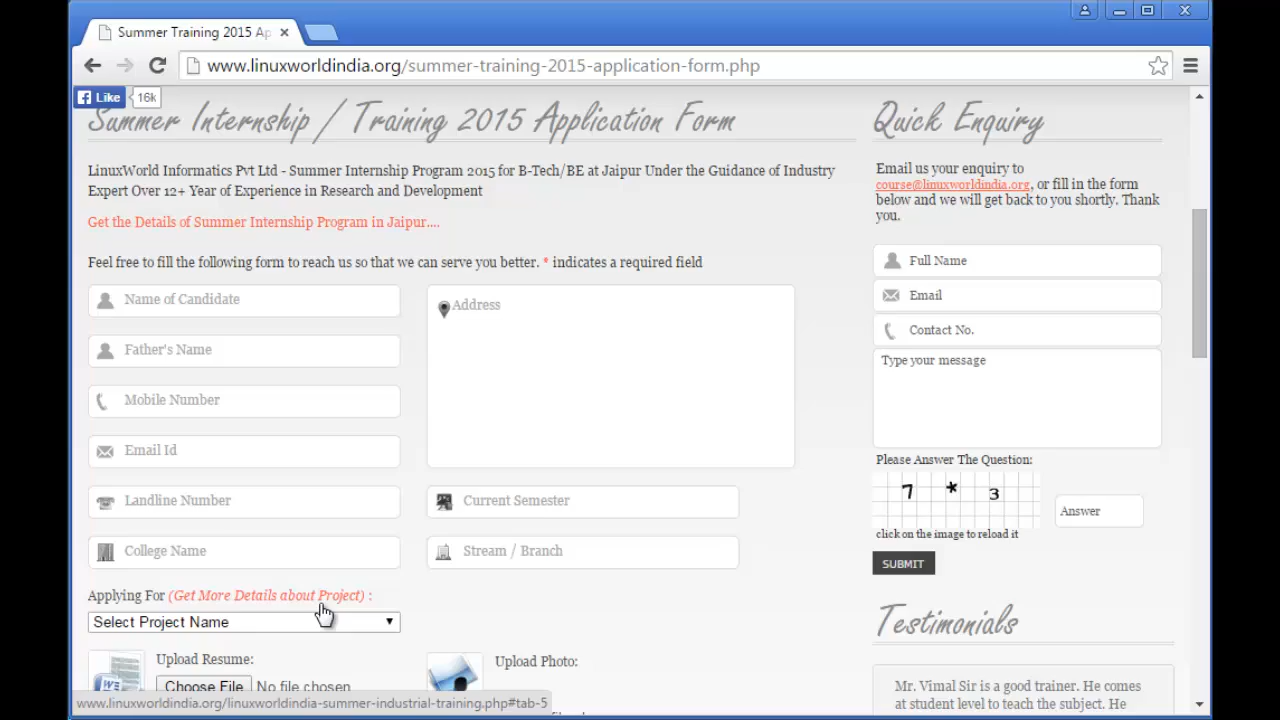 Summer Training 2015 Ap
www.linuxworldindia.org/summer-training-2015-application-form.php
Like 16k
Summer Internship / Training 2015 Application Form
LinuxWorld Informatics Pvt Ltd - Summer Internship Program 2015 for B-Tech/BE at Jaipur Under the Guidance of Industry
Expert Over 12+ Year of Experience in Research and Development
Get the Details of Summer Internship Program in Jaipur....
Feel free to fill the following form to reach us so that we can serve you better. * indicates a required field
Name of Candidate
Address
Father's Name
Mobile Number
Email Id
Landline Number
Current Semester
College Name
Stream / Branch
Applying For (Get More Details about Project) :
Select Project Name
Upload Resume:
Choose File No file chosen
Upload Photo:
Quick Enquiry
Email us your enquiry to
course@linuxworldindia.org, or fill in the form
below and we will get back to you shortly. Thank
you.
Full Name
Email
Contact No.
Type your message
Please Answer The Question:
7 * 3
Answer
click on the image to reload it
SUBMIT
Testimonials
Mr. Vimal Sir is a good trainer. He comes
at student level to teach the subject. He
www.linuxworldindia.org/linuxworldindia-summer-industrial-training.php#tab-5